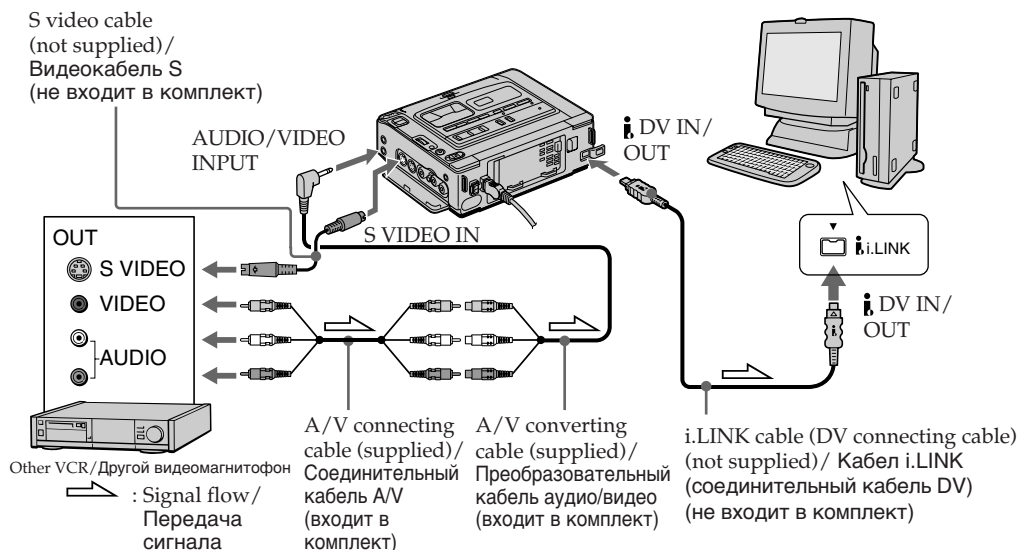 S video cable
(not supplied)/
Видеокабель S
(не входит в комплект)
AUDIO/VIDEO
INPUT
S VIDEO IN
DV IN/
OUT
i.LINK
DV IN/
OUT
OUT
S VIDEO
VIDEO
AUDIO
Other VCR/Другой видеомагнитофон
: Signal flow/
Передача
сигнала
A/V connecting
cable (supplied)/
Соединительный
кабель A/V
(входит в
комплект)
A/V converting
cable (supplied)/
Преобразовательный
кабель аудио/видео
(входит в комплект)
i.LINK cable (DV connecting cable)
(not supplied)/ Кабел i.LINK
(соединительный кабель DV)
(не входит в комплект)